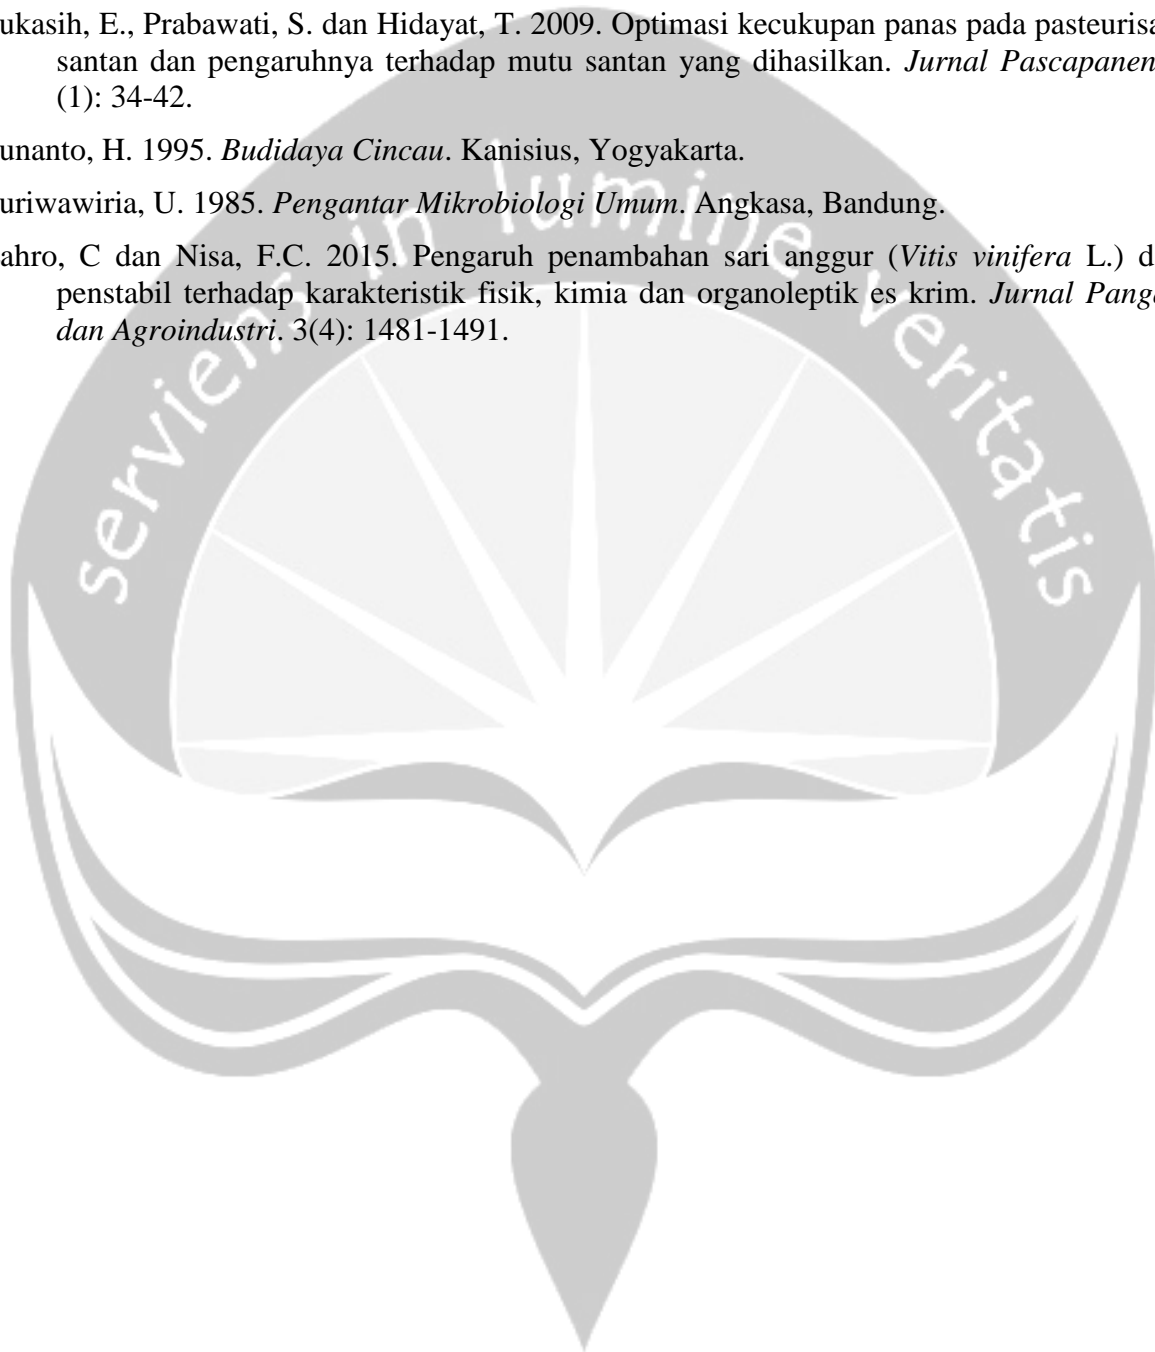 ukasih, E., Prabawati, S. dan Hidayat, T. 2009. Optimasi kecukupan panas pada pasteurisa
santan dan pengaruhnya terhadap mutu santan yang dihasilkan. Jurnal Pascapanen
(1): 34-42.
unanto, H. 1995. Budidaya Cincau. Kanisius, Yogyakarta.
uriwawiria, U. 1985. Pengantar Mikrobiologi Umum. Angkasa, Bandung.
ahro, C dan Nisa, F.C. 2015. Pengaruh penambahan sari anggur (Vitis vinifera L.) d
penstabil terhadap karakteristik fisik, kimia dan organoleptik es krim. Jurnal Panga
dan Agroindustri. 3(4): 1481-1491.
serviens in lumine veritatis